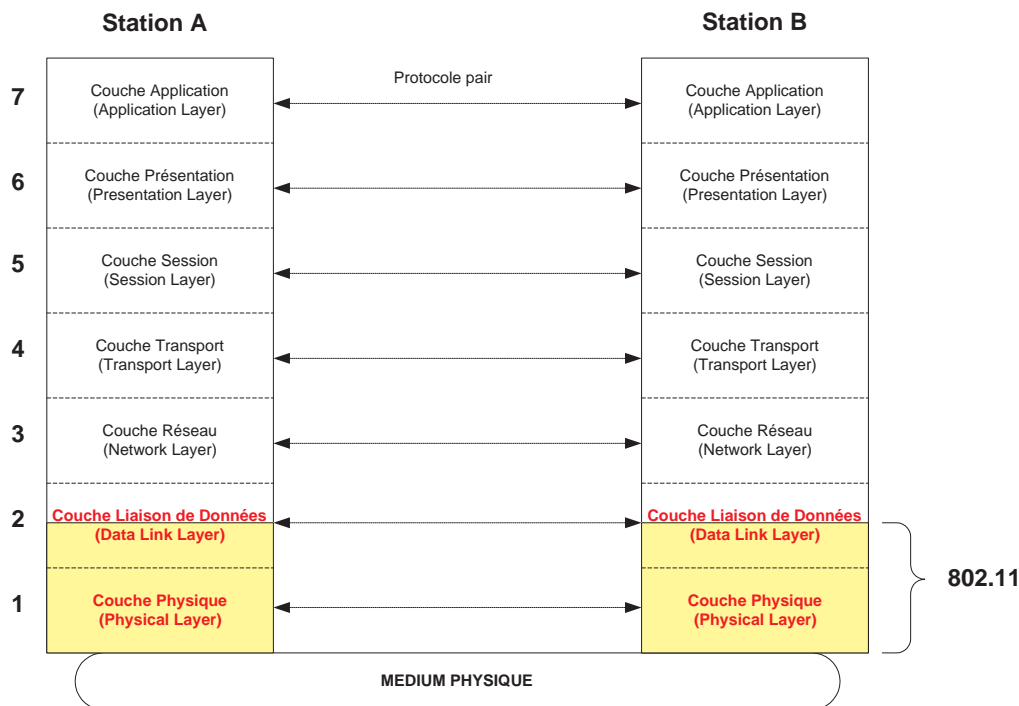 Station A
Station B
7
Couche Application
(Application Layer)
Protocole pair
Couche Application
(Application Layer)
6
Couche Présentation
(Presentation Layer)
Couche Présentation
(Presentation Layer)
5
Couche Session
(Session Layer)
Couche Session
(Session Layer)
4
Couche Transport
(Transport Layer)
Couche Transport
(Transport Layer)
3
Couche Réseau
(Network Layer)
Couche Réseau
(Network Layer)
2
Couche Liaison de Données
(Data Link Layer)
Couche Liaison de Données
(Data Link Layer)
802.11
1
Couche Physique
(Physical Layer)
Couche Physique
(Physical Layer)
MEDIUM PHYSIQUE